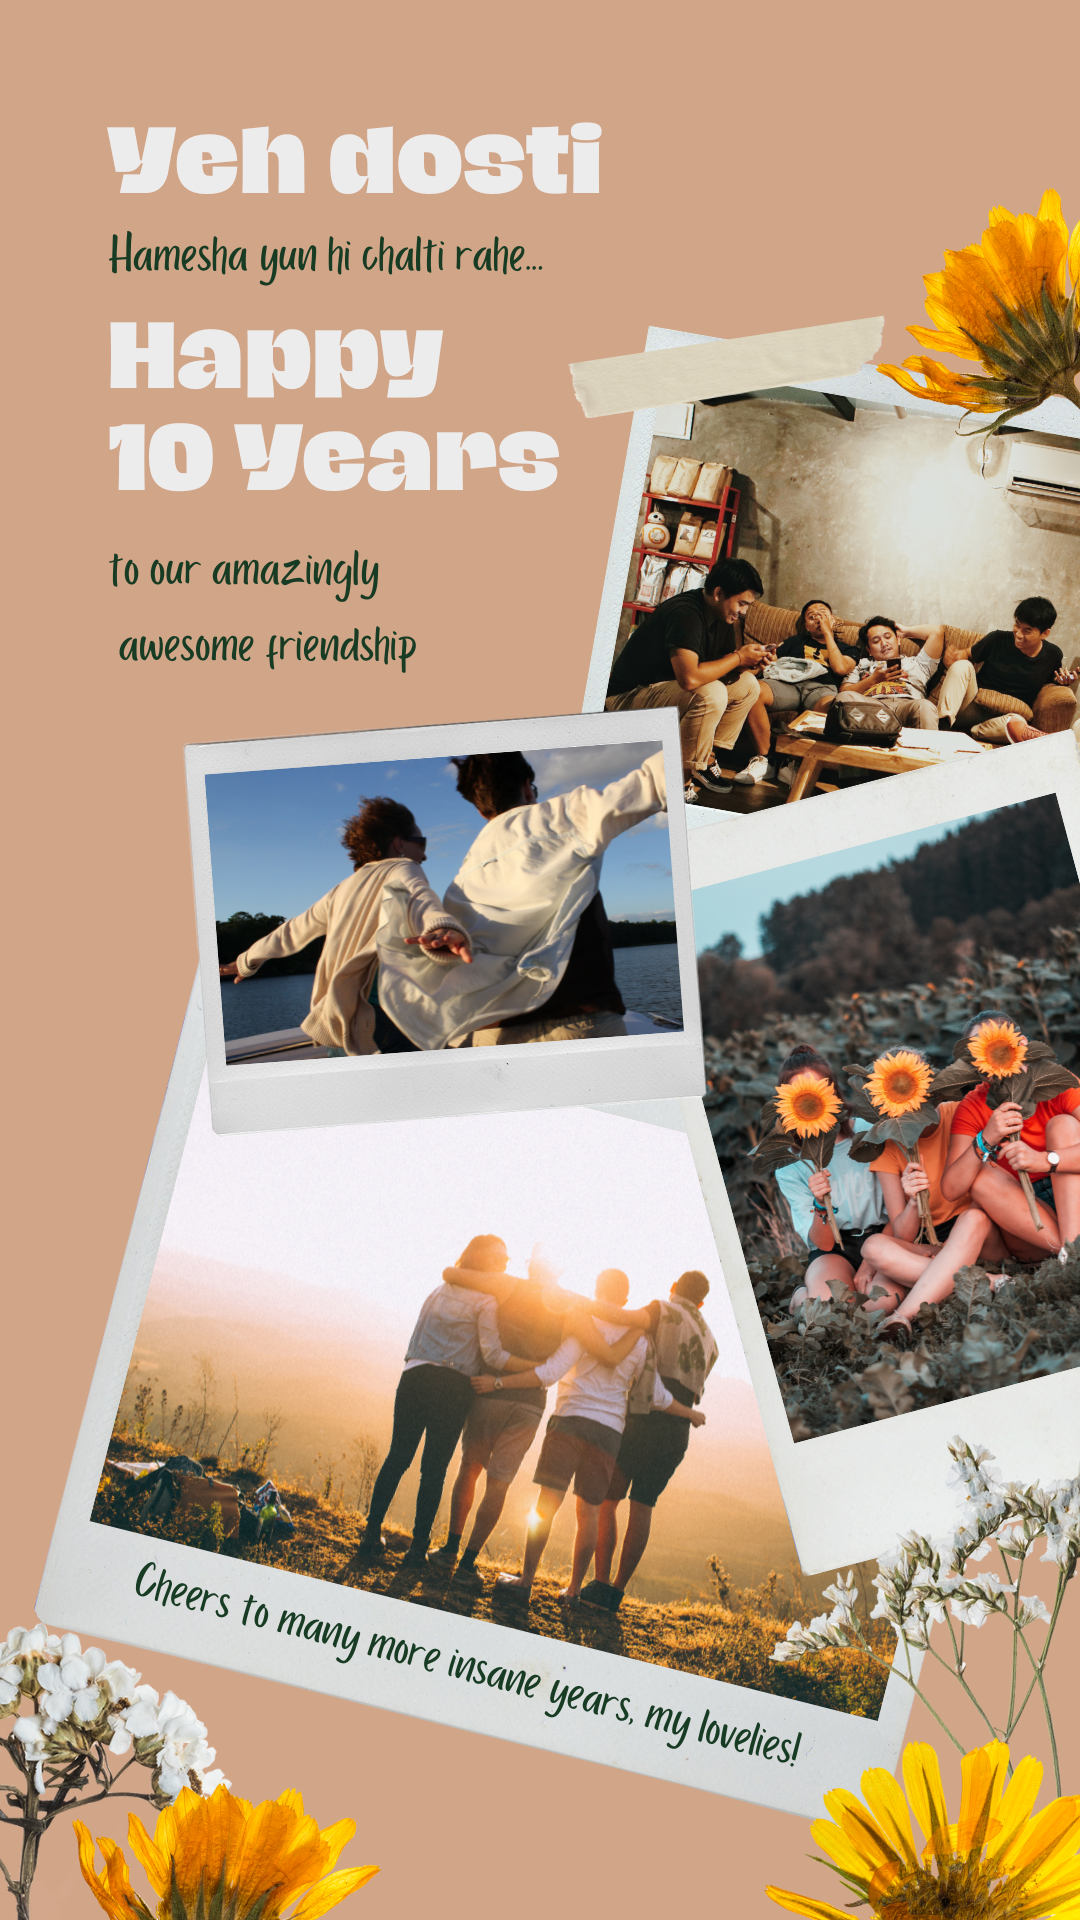 Yeh dosti
Hamesha yun hi chalti rahe...
Happy
10 Years
to our amazingly
awesome friendship
Cheers to many more insane years, my lovelies!